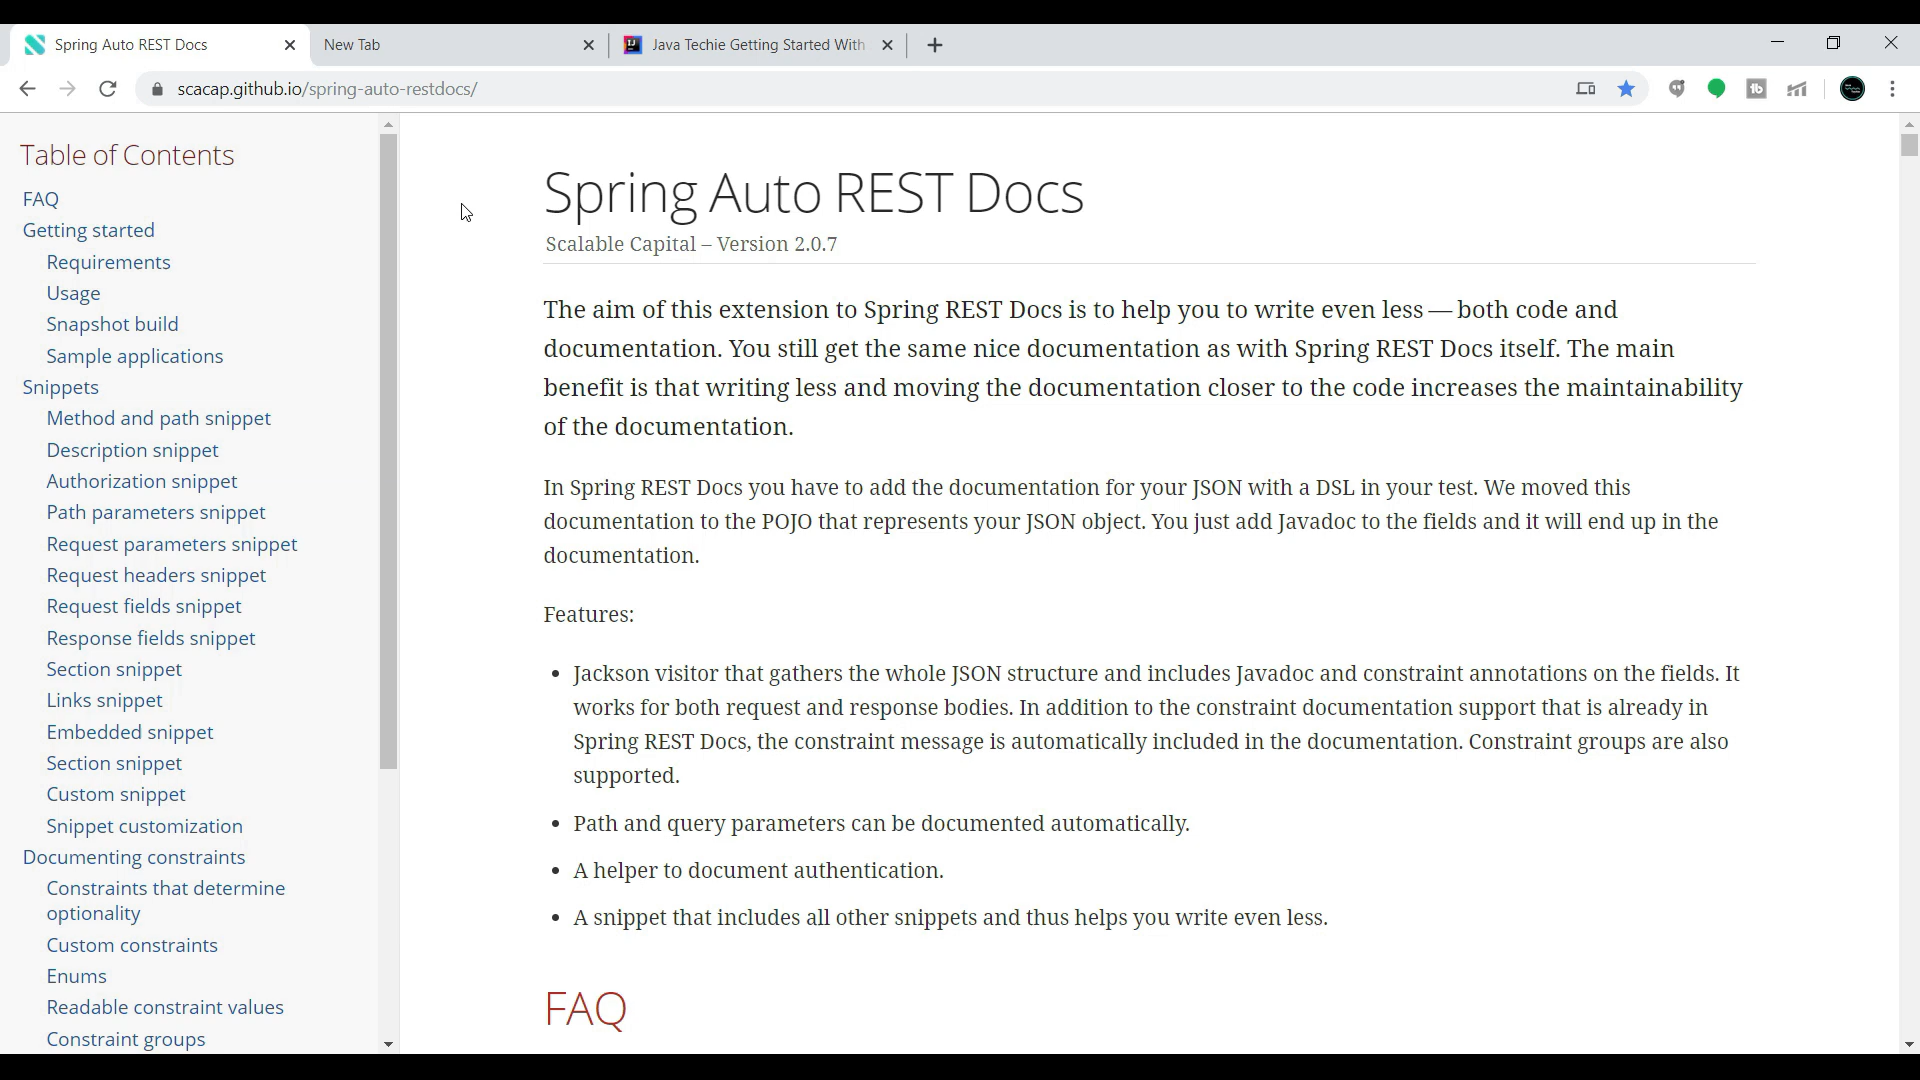 Spring Auto REST Docs
New Tab
Java Techie Getting Started With
scacap.github.io/spring-auto-restdocs/
Table of Contents
FAQ
Getting started
Requirements
Usage
Snapshot build
Sample applications
Snippets
Method and path snippet
Description snippet
Authorization snippet
Path parameters snippet
Request parameters snippet
Request headers snippet
Request fields snippet
Response fields snippet
Section snippet
Links snippet
Embedded snippet
Section snippet
Custom snippet
Snippet customization
Documenting constraints
Constraints that determine
optionality
Custom constraints
Enums
Readable constraint values
Constraint groups
Spring Auto REST Docs
Scalable Capital – Version 2.0.7
The aim of this extension to Spring REST Docs is to help you to write even less — both code and
documentation. You still get the same nice documentation as with Spring REST Docs itself. The main
benefit is that writing less and moving the documentation closer to the code increases the maintainability
of the documentation.
In Spring REST Docs you have to add the documentation for your JSON with a DSL in your test. We moved this
documentation to the POJO that represents your JSON object. You just add Javadoc to the fields and it will end up in the
documentation.
Features:
• Jackson visitor that gathers the whole JSON structure and includes Javadoc and constraint annotations on the fields. It
works for both request and response bodies. In addition to the constraint documentation support that is already in
Spring REST Docs, the constraint message is automatically included in the documentation. Constraint groups are also
supported.
• Path and query parameters can be documented automatically.
• A helper to document authentication.
• A snippet that includes all other snippets and thus helps you write even less.
FAQ